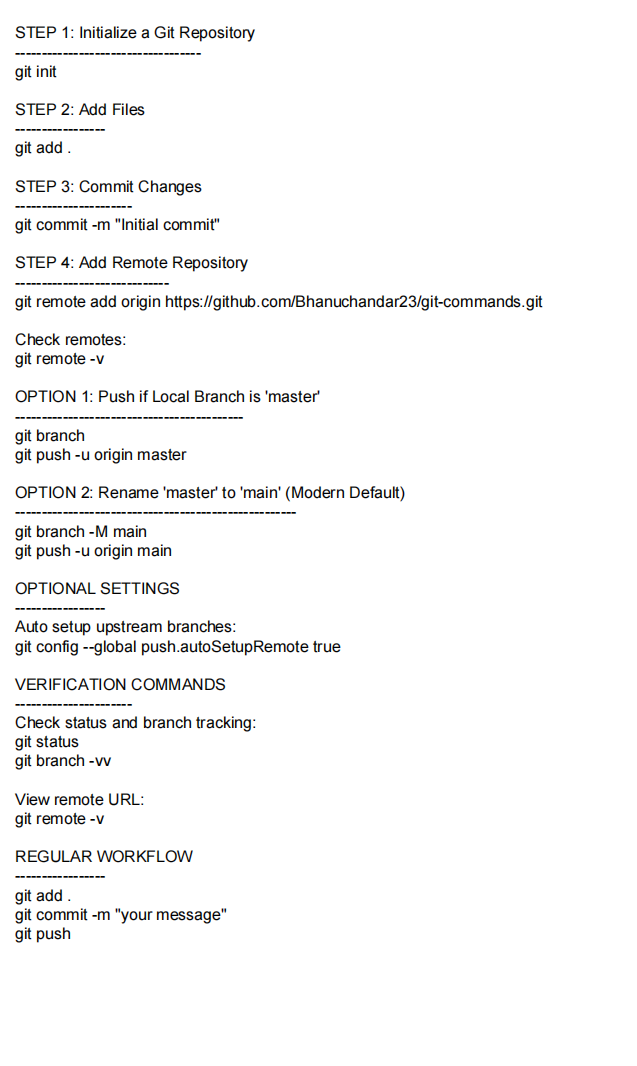 STEP 1: Initialize a Git Repository
-----------------------------------
git init
STEP 2: Add Files
-----------------
git add .
STEP 3: Commit Changes
----------------------
git commit -m "Initial commit"
STEP 4: Add Remote Repository
-----------------------------
git remote add origin https://github.com/Bhanuchandar23/git-commands.git
Check remotes:
git remote -v
OPTION 1: Push if Local Branch is 'master'
-------------------------------------------
git branch
git push -u origin master
OPTION 2: Rename 'master' to 'main' (Modern Default)
-----------------------------------------------------
git branch -M main
git push -u origin main
OPTIONAL SETTINGS
-----------------
Auto setup upstream branches:
git config --global push.autoSetupRemote true
VERIFICATION COMMANDS
----------------------
Check status and branch tracking:
git status
git branch -vv
View remote URL:
git remote -v
REGULAR WORKFLOW
-----------------
git add .
git commit -m "your message"
git push